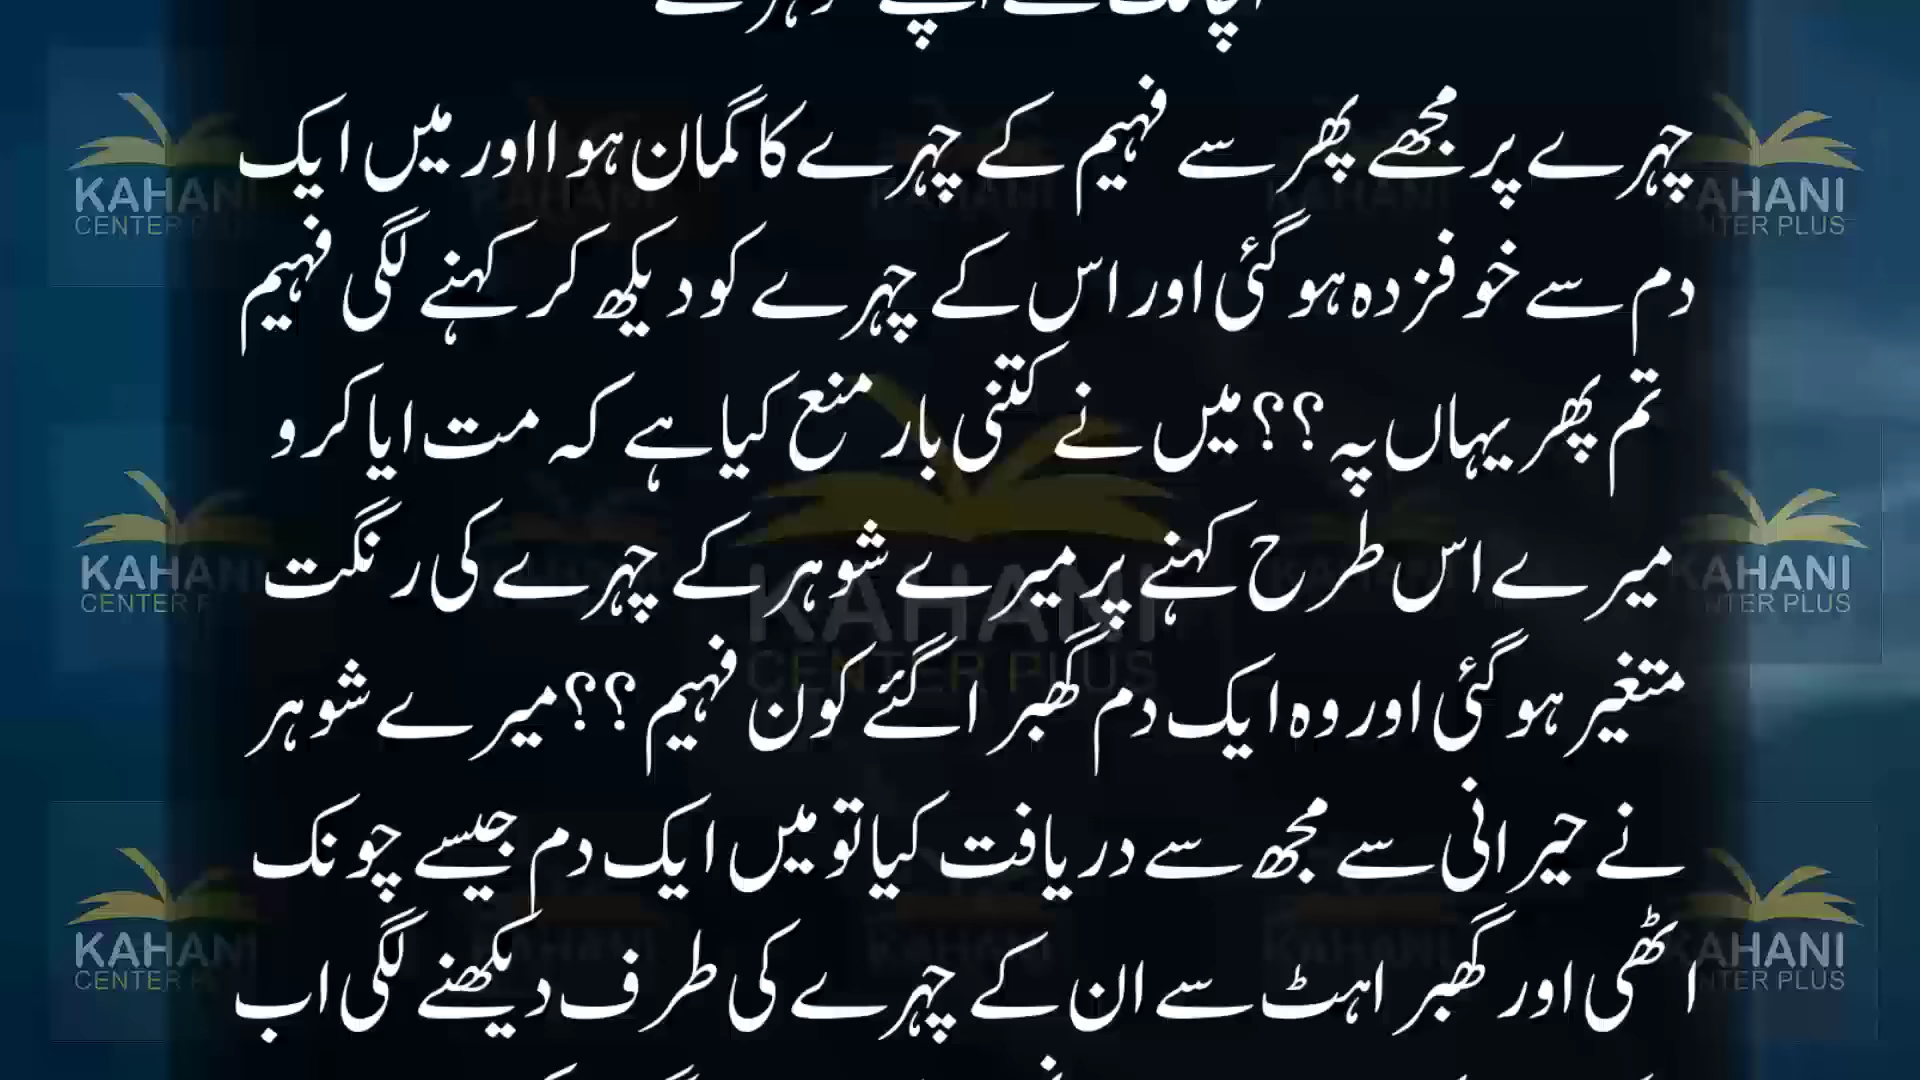 چہرے پر مجھے پھر سے فہیم کے چہرے کا گمان ہوا اور میں ایک
دم سے خوفزدہ ہو گئی اور اس کے چہرے کو دیکھ کر کہنے لگی فہیم
تم پھر یہاں پہ؟؟ میں نے کتنی بار منع کیا ہے کہ مت ایا کرو
میرے اس طرح کہنے پر میرے شوہر کے چہرے کی رنگت
متغیر ہو گئی اور وہ ایک دم گھبرا گئے کون فہیم؟؟ میرے شوہر
نے حیرانی سے مجھ سے دریافت کیا تو میں ایک دم جیسے چونک
اٹھی اور گھبراہٹ سے ان کے چہرے کی طرف دیکھنے لگی اب
KAHANI
CENTER PLUS